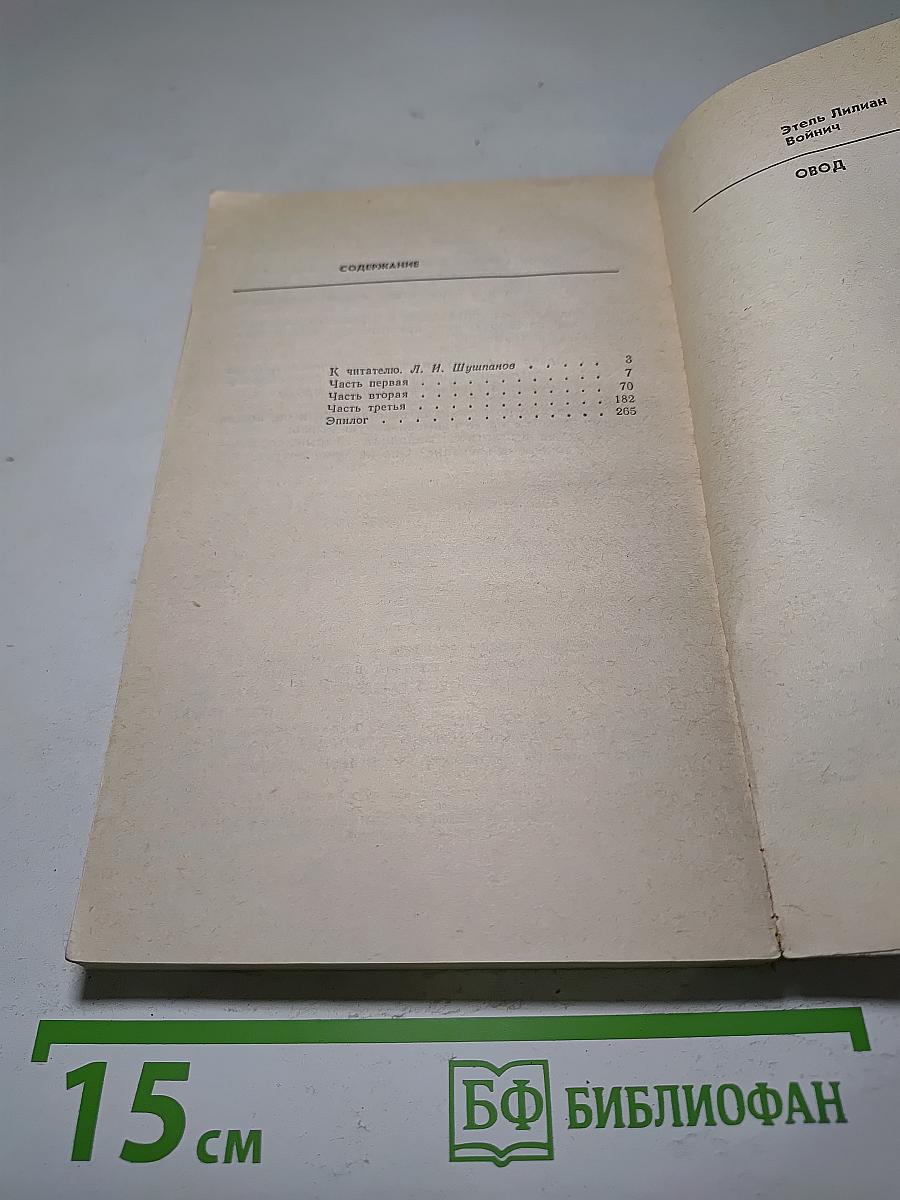 СОДЕРЖАНИЕ
К читателю. Л. И. Шушпанов . . . . . 3
Часть первая . . . . . . . . . . . . 7
Часть вторая . . . . . . . . . . . . 70
Часть третья . . . . . . . . . . . . 182
Эпилог . . . . . . . . . . . . . 265
Этель Лилиан
Войнич
ОВОД
15 см
БФ БИБЛИОФАН